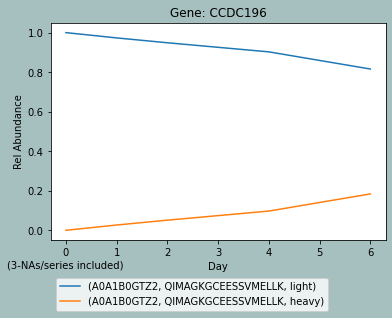 Gene: CCDC196
Rel Abundance
1.0
0.8
0.6
0.4
0.2
0.0
0 1 2 3 4 5 6
(3-NAs/series included)
Day
(A0A1B0GTZ2, QIMAGKGCEESSVMELLK, light)
(A0A1B0GTZ2, QIMAGKGCEESSVMELLK, heavy)